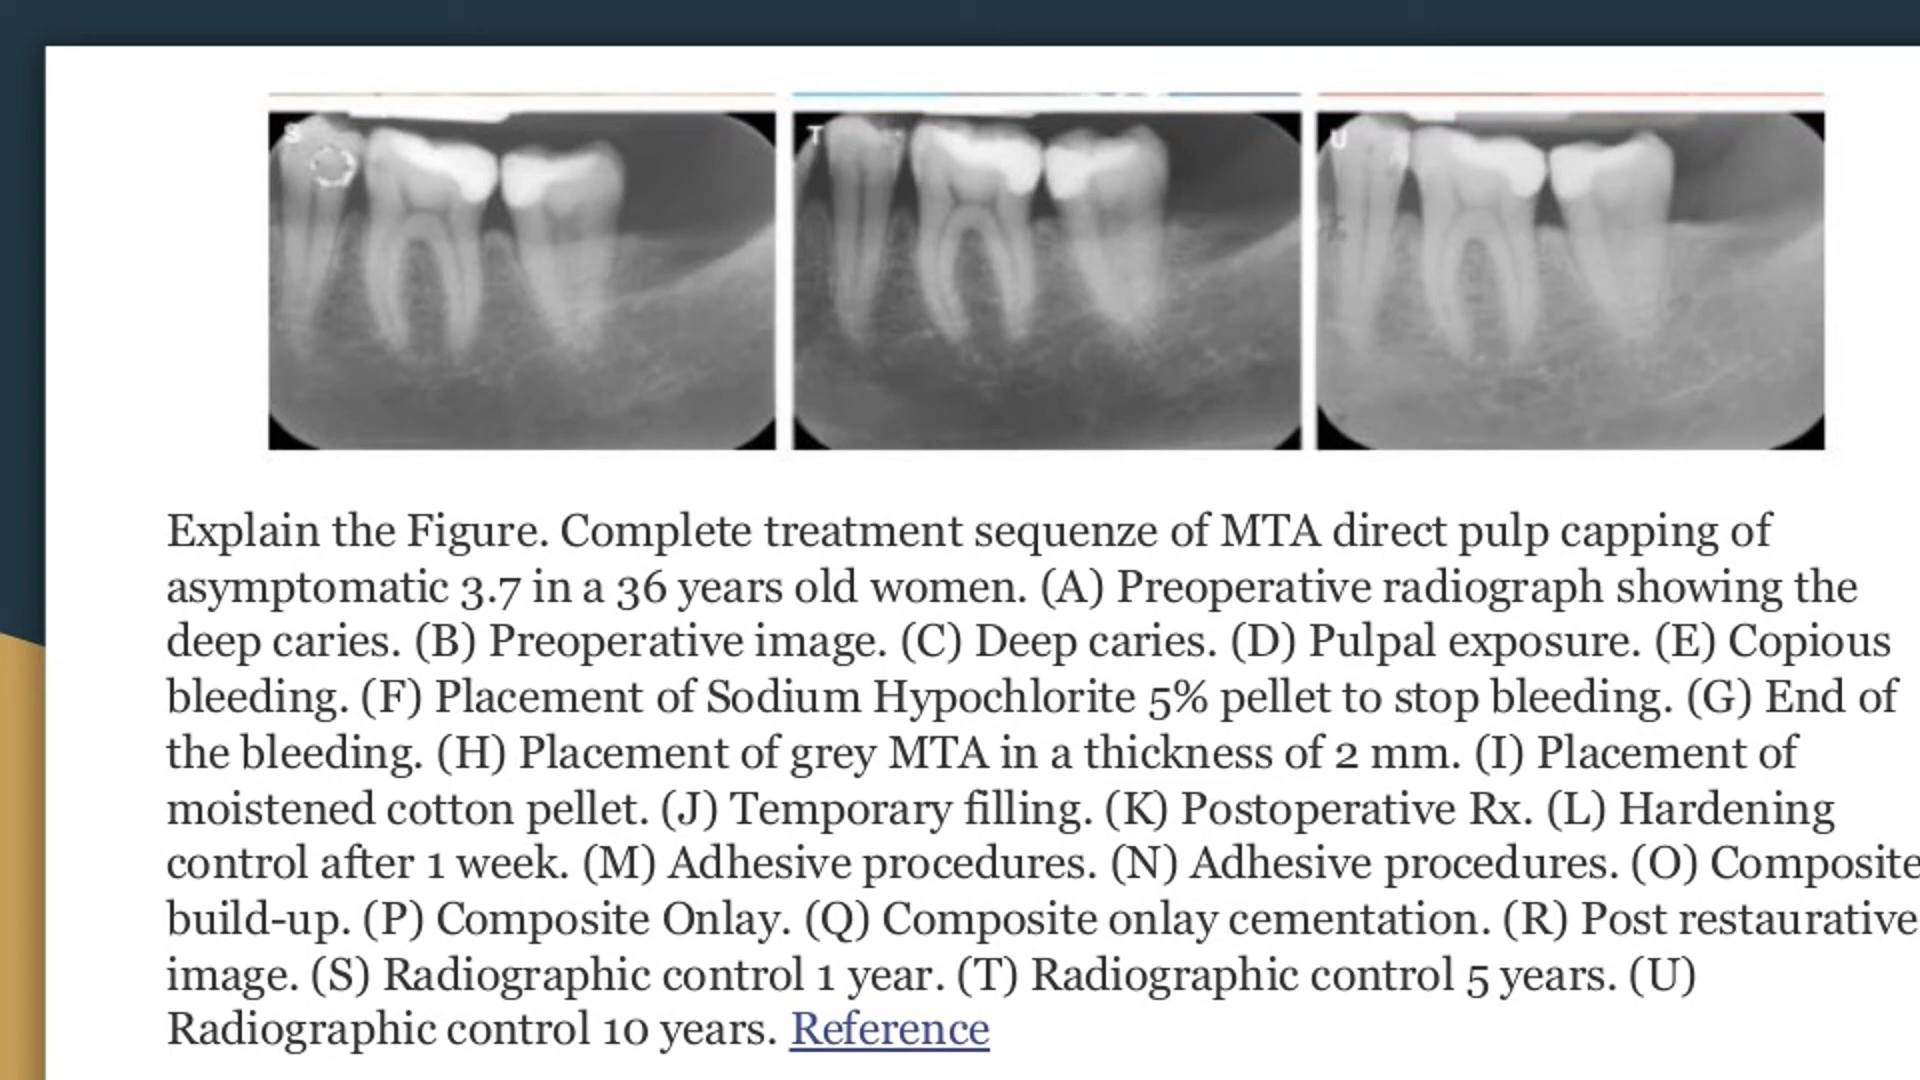 S T U
Explain the Figure. Complete treatment sequenze of MTA direct pulp capping of
asymptomatic 3.7 in a 36 years old women. (A) Preoperative radiograph showing the
deep caries. (B) Preoperative image. (C) Deep caries. (D) Pulpal exposure. (E) Copious
bleeding. (F) Placement of Sodium Hypochlorite 5% pellet to stop bleeding. (G) End of
the bleeding. (H) Placement of grey MTA in a thickness of 2 mm. (I) Placement of
moistened cotton pellet. (J) Temporary filling. (K) Postoperative Rx. (L) Hardening
control after 1 week. (M) Adhesive procedures. (N) Adhesive procedures. (O) Composite
build-up. (P) Composite Onlay. (Q) Composite onlay cementation. (R) Post restaurative
image. (S) Radiographic control 1 year. (T) Radiographic control 5 years. (U)
Radiographic control 10 years. Reference